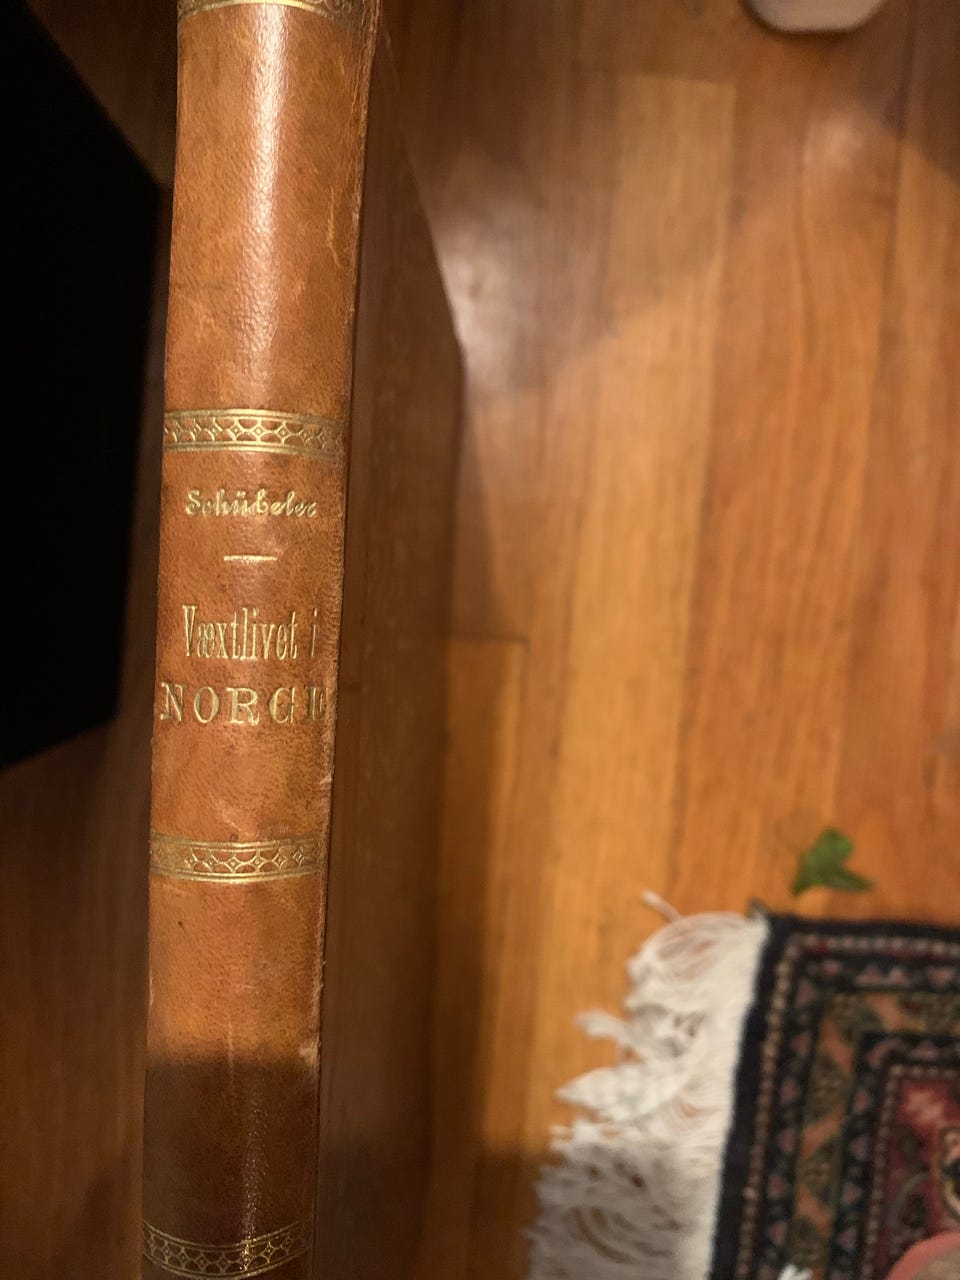 Schübeler
Væxtlivet i
NORGE